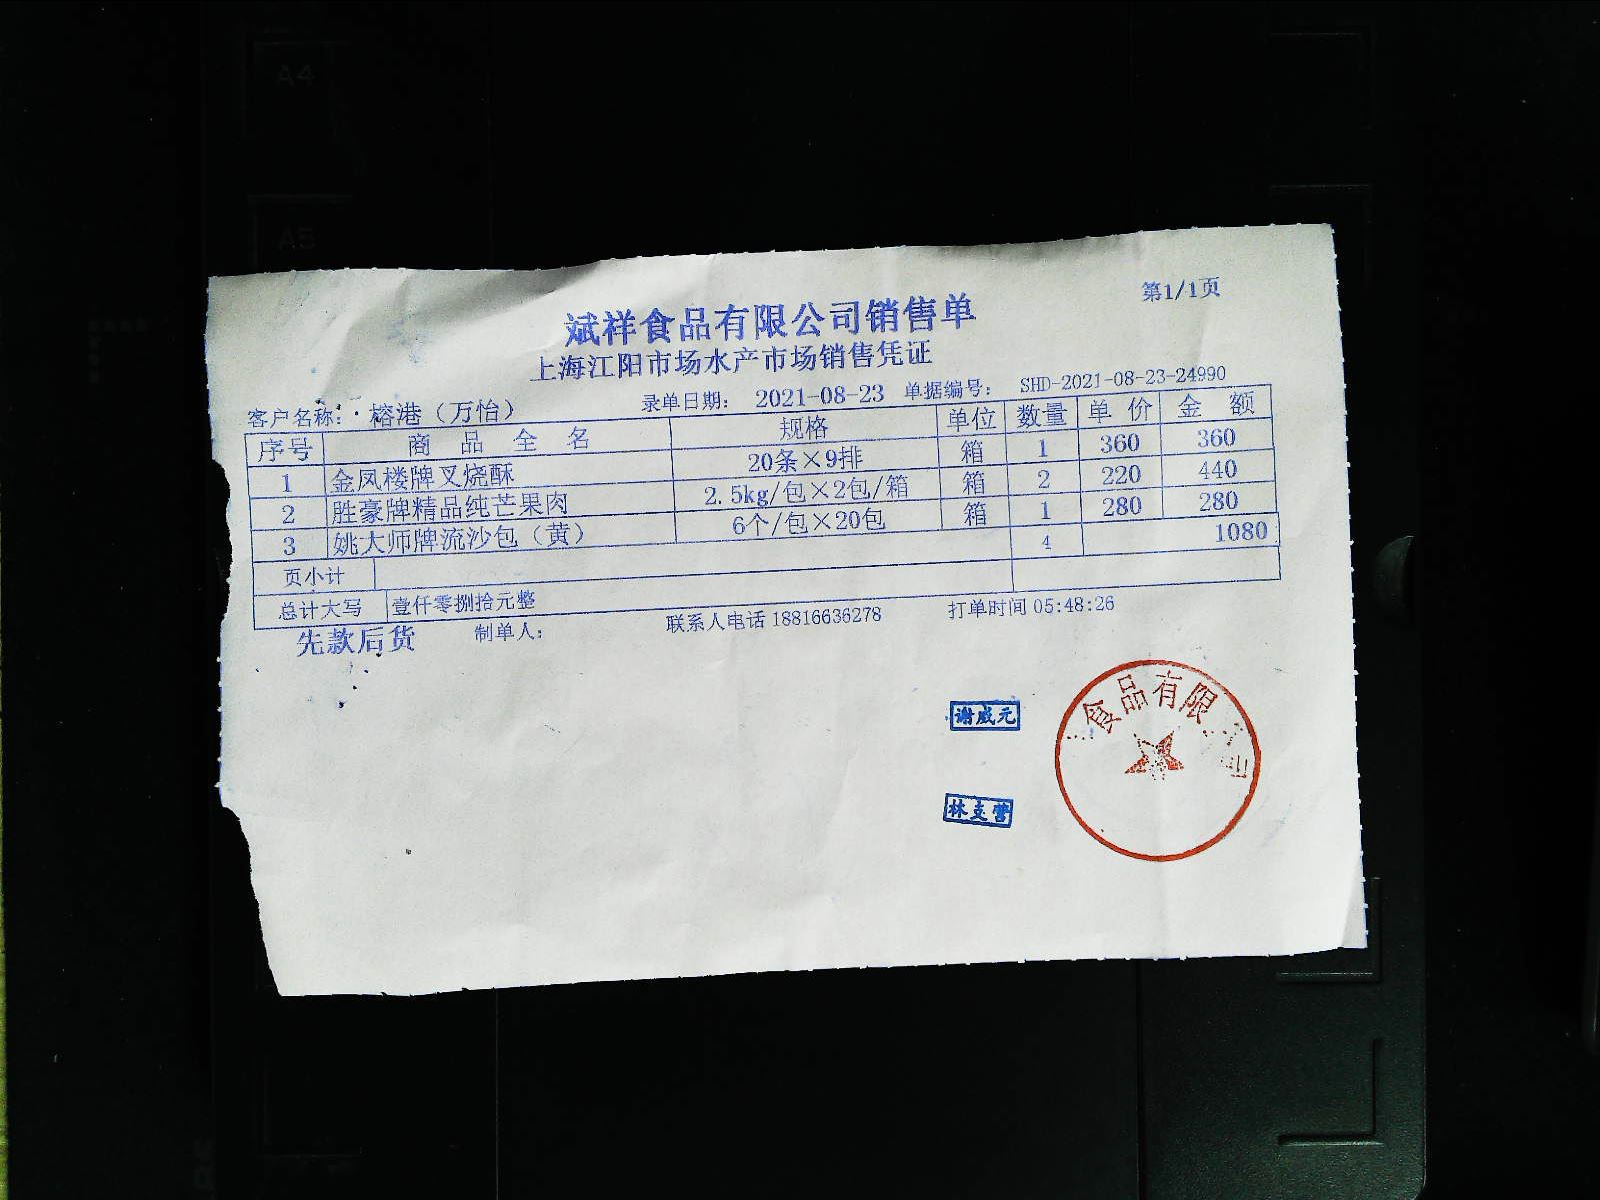 第1/1页
斌祥食品有限公司销售单
上海江阳市场水产市场销售凭证
客户名称： 榕港（万怡） 录单日期： 2021-08-23 单据编号： SHD-2021-08-23-24990
序号 商品全名 规格 单位 数量 单价 金额
1 金凤楼牌叉烧酥 20条×9排 箱 1 360 360
2 胜豪牌精品纯芒果肉 2.5kg/包×2包/箱 箱 2 220 440
3 姚大师牌流沙包（黄） 6个/包×20包 箱 1 280 280
页小计 4 1080
总计大写 壹仟零捌拾元整
先款后货 制单人： 联系人电话 18816636278 打单时间 05:48:26
谢威元
林支营
食品有限公司
A4
A5